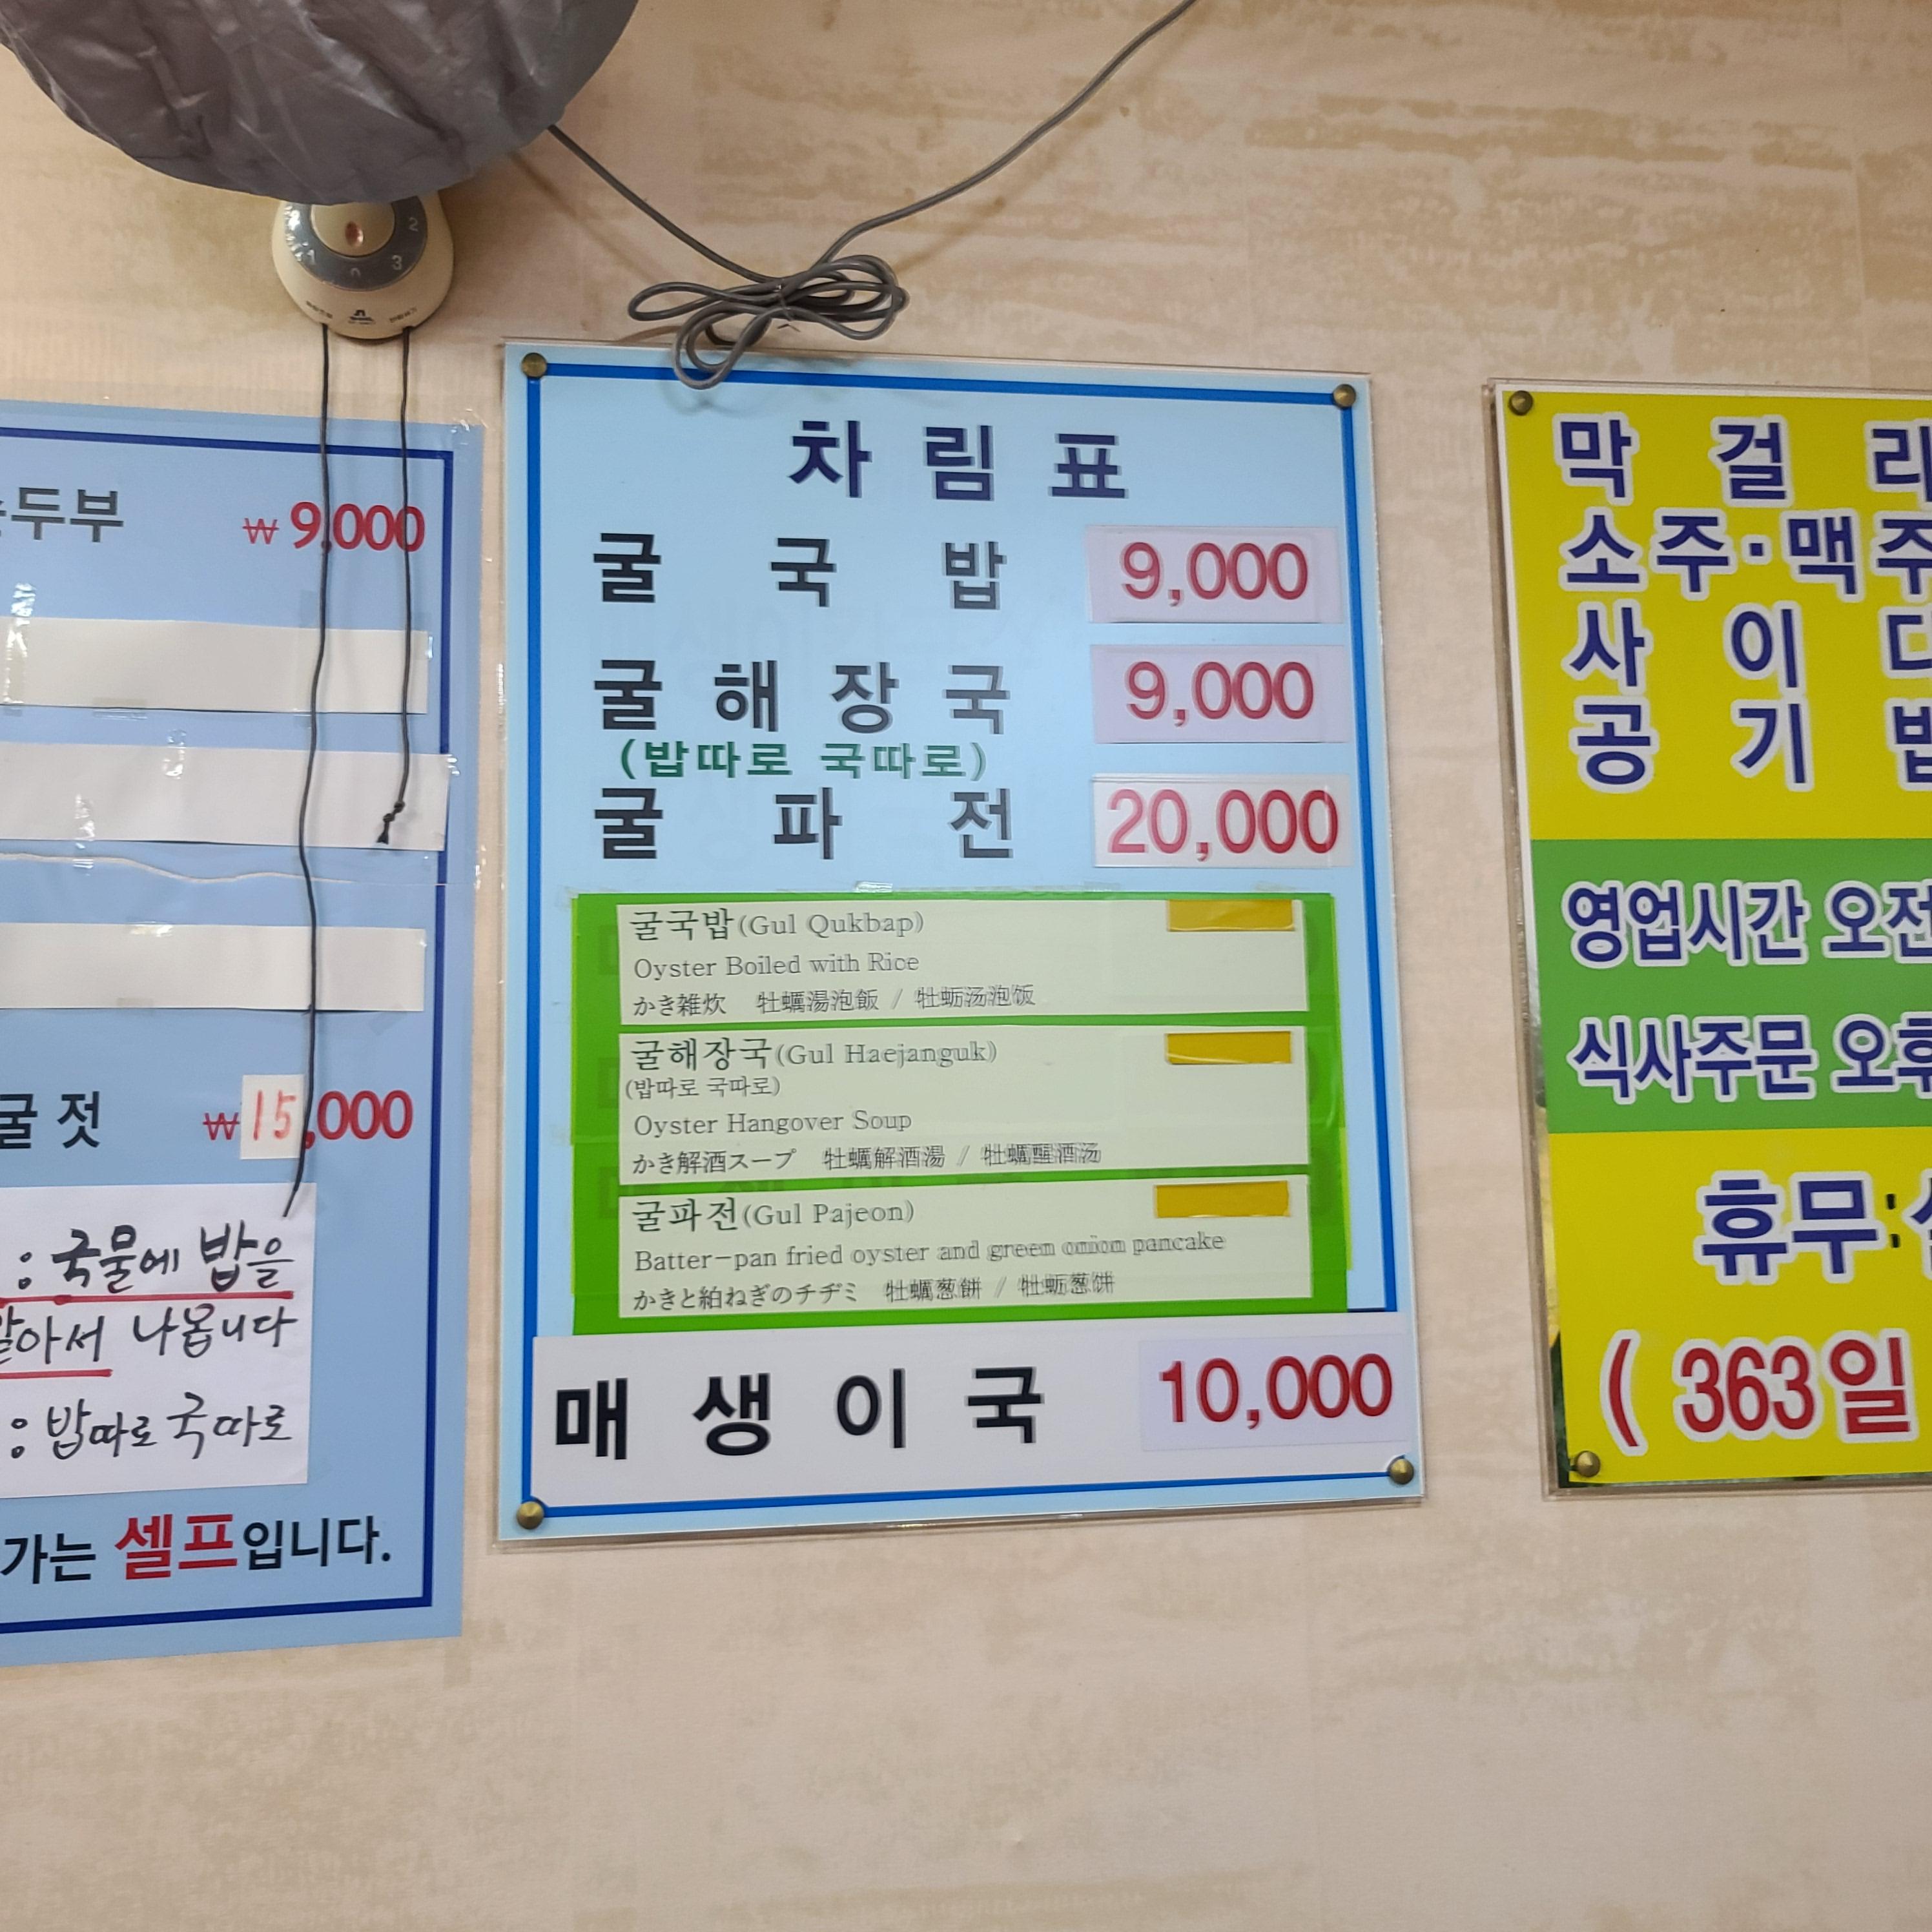 두부 ₩ 9,000
굴 젓 ₩ 15,000
: 국물에 밥을
말아서 나옵니다
: 밥따로 국따로
가는 셀프입니다.
차림표
굴국밥 9,000
굴해장국 9,000
(밥따로 국따로)
굴파전 20,000
굴국밥(Gul Qukbap)
Oyster Boiled with Rice
かき雑炊 牡蠣湯泡飯 / 牡蛎汤泡饭
굴해장국(Gul Haejanguk)
(밥따로 국따로)
Oyster Hangover Soup
かき解酒スープ 牡蠣解酒湯 / 牡蠣醒酒汤
굴파전(Gul Pajeon)
Batter-pan fried oyster and green onion pancake
かきと紬ねぎのチヂミ 牡蠣葱餅 / 牡蛎葱饼
매생이국 10,000
막걸리
소주·맥주
사이
공기
영업시간 오전
식사주문 오후
휴무:
( 363일
1 0 3 2